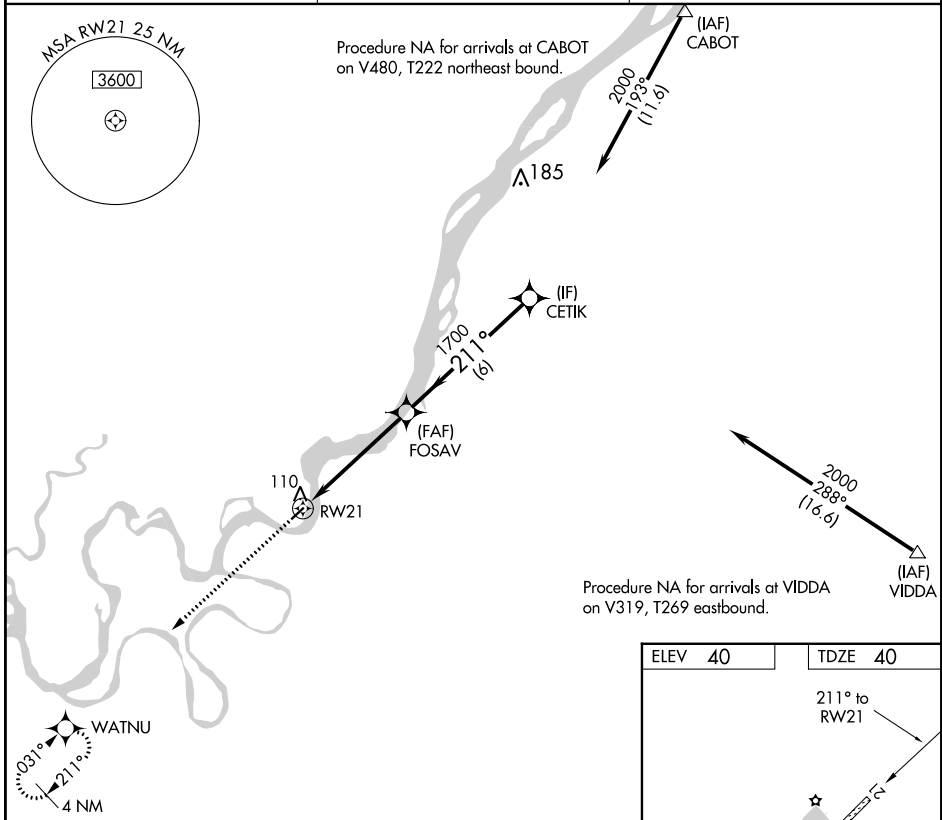 MSA RW21 25 NM
3600
Procedure NA for arrivals at CABOT
on V480, T222 northeast bound.
(IAF)
CABOT
2000
193°
(11.6)
185
(IF)
CETIK
1700
211°
(6)
(FAF)
FOSAV
110
RW21
2000
288°
(16.6)
(IAF)
VIDDA
Procedure NA for arrivals at VIDDA
on V319, T269 eastbound.
ELEV 40
TDZE 40
211° to
RW21
21
WATNU
031°
211°
4 NM